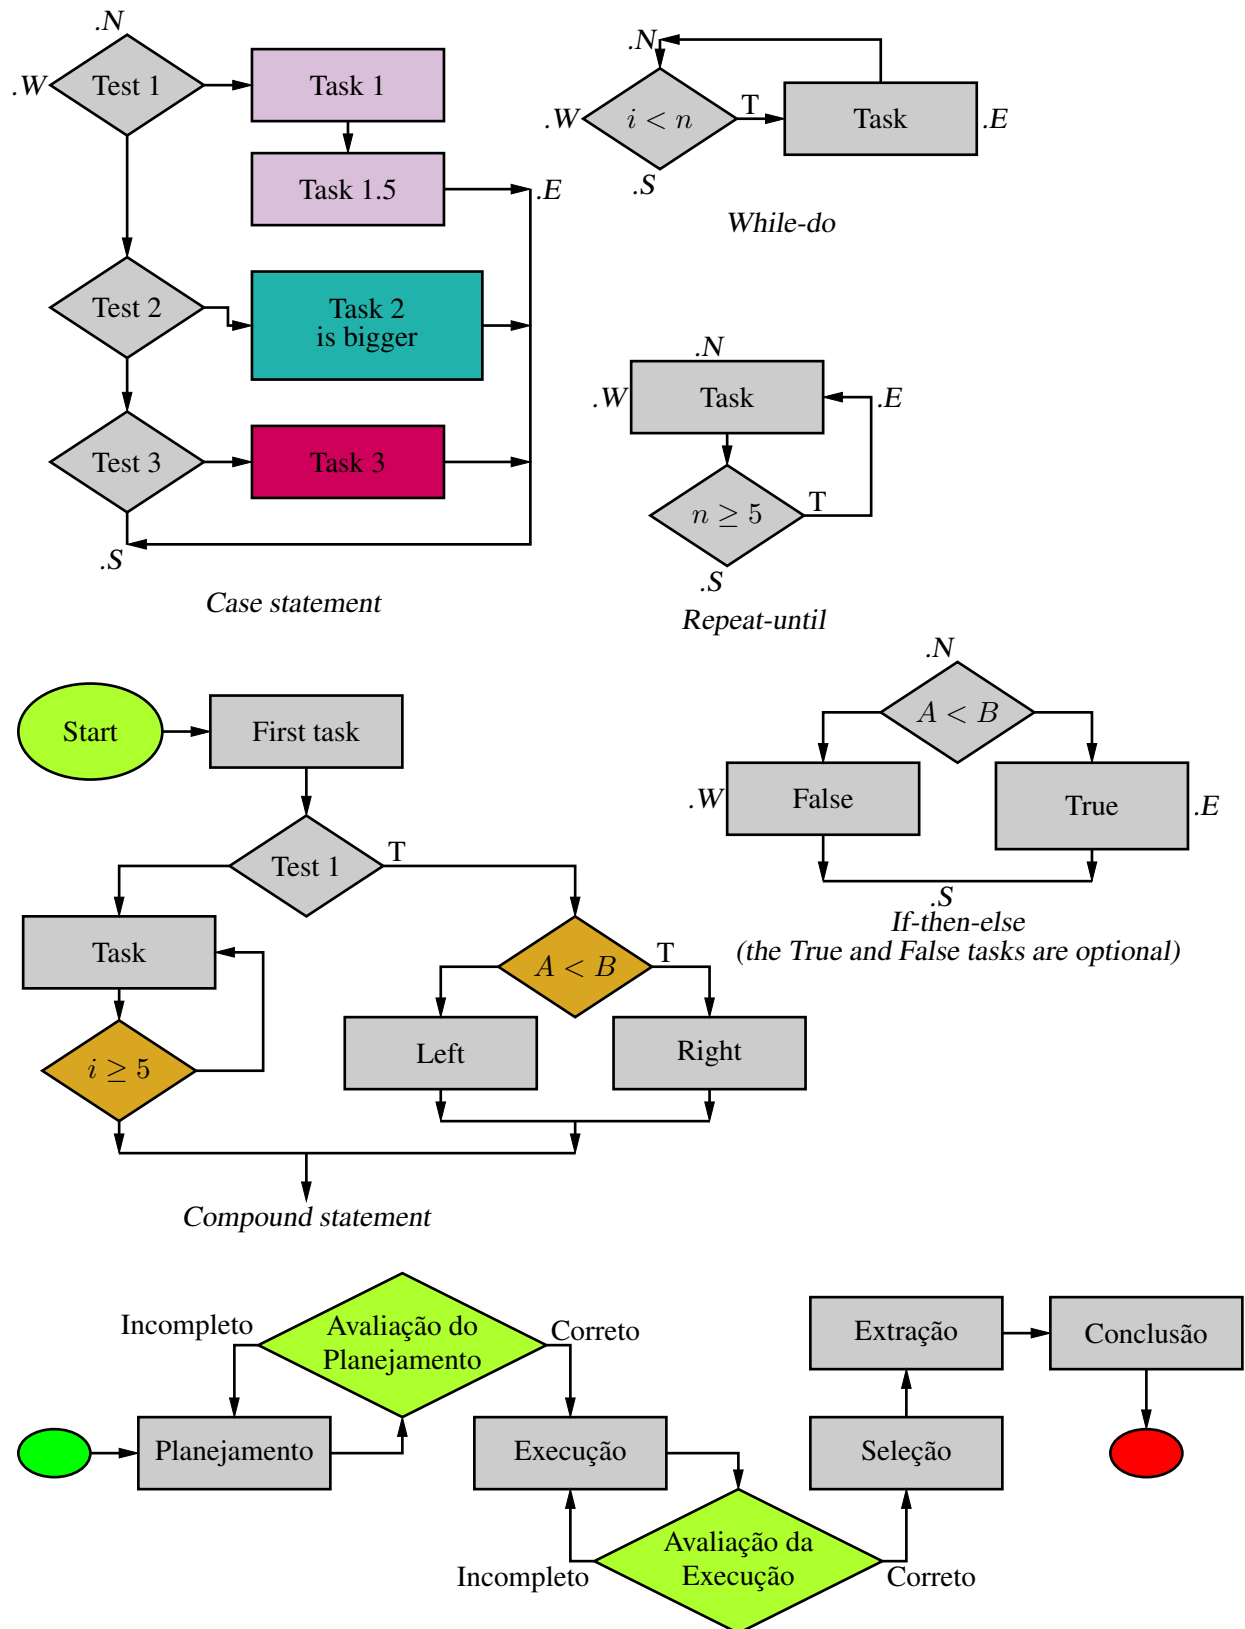 .N
.W
Test 1
Task 1
Task 1.5
.E
Test 2
Task 2
is bigger
Test 3
Task 3
.S
Case statement
.N
.W
i < n
T
Task
.E
.S
While-do
.N
.W
Task
.E
n ≥ 5
T
.S
Repeat-until
.N
A < B
.W
False
True
.E
.S
If-then-else
(the True and False tasks are optional)
Start
First task
Test 1
T
Task
i ≥ 5
A < B
T
Left
Right
Compound statement
Incompleto
Avaliação do
Planejamento
Correto
Planejamento
Execução
Incompleto
Avaliação da
Execução
Correto
Seleção
Extração
Conclusão